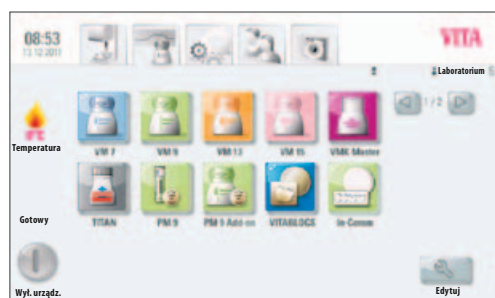 08:53
13.12.2011
VITA
Laboratorium
1/2
0°C
Temperatura
VM 7
VM 9
VM 13
VM 15
VMK Master
Gotowy
TITAN
PM 9
PM 9 Add-on
VITABLOCS
In-Ceram
Wył. urządz.
Edytuj